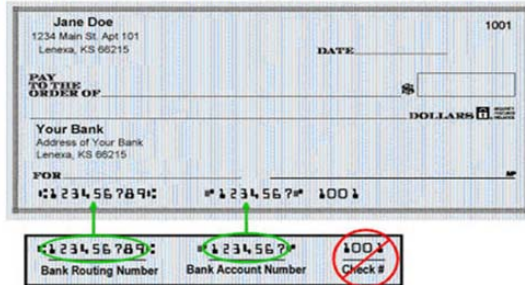 Jane Doe
1234 Main St. Apt 101
Lenexa, KS 66215
1001
DATE
PAY
TO THE
ORDER OF
$
DOLLARS
Your Bank
Address of Your Bank
Lenexa, KS 66215
FOR
⑆123456789⑆ ⑈1234567⑈ 1001
⑆123456789⑆ ⑈1234567⑈ 1001
Bank Routing Number Bank Account Number Check #